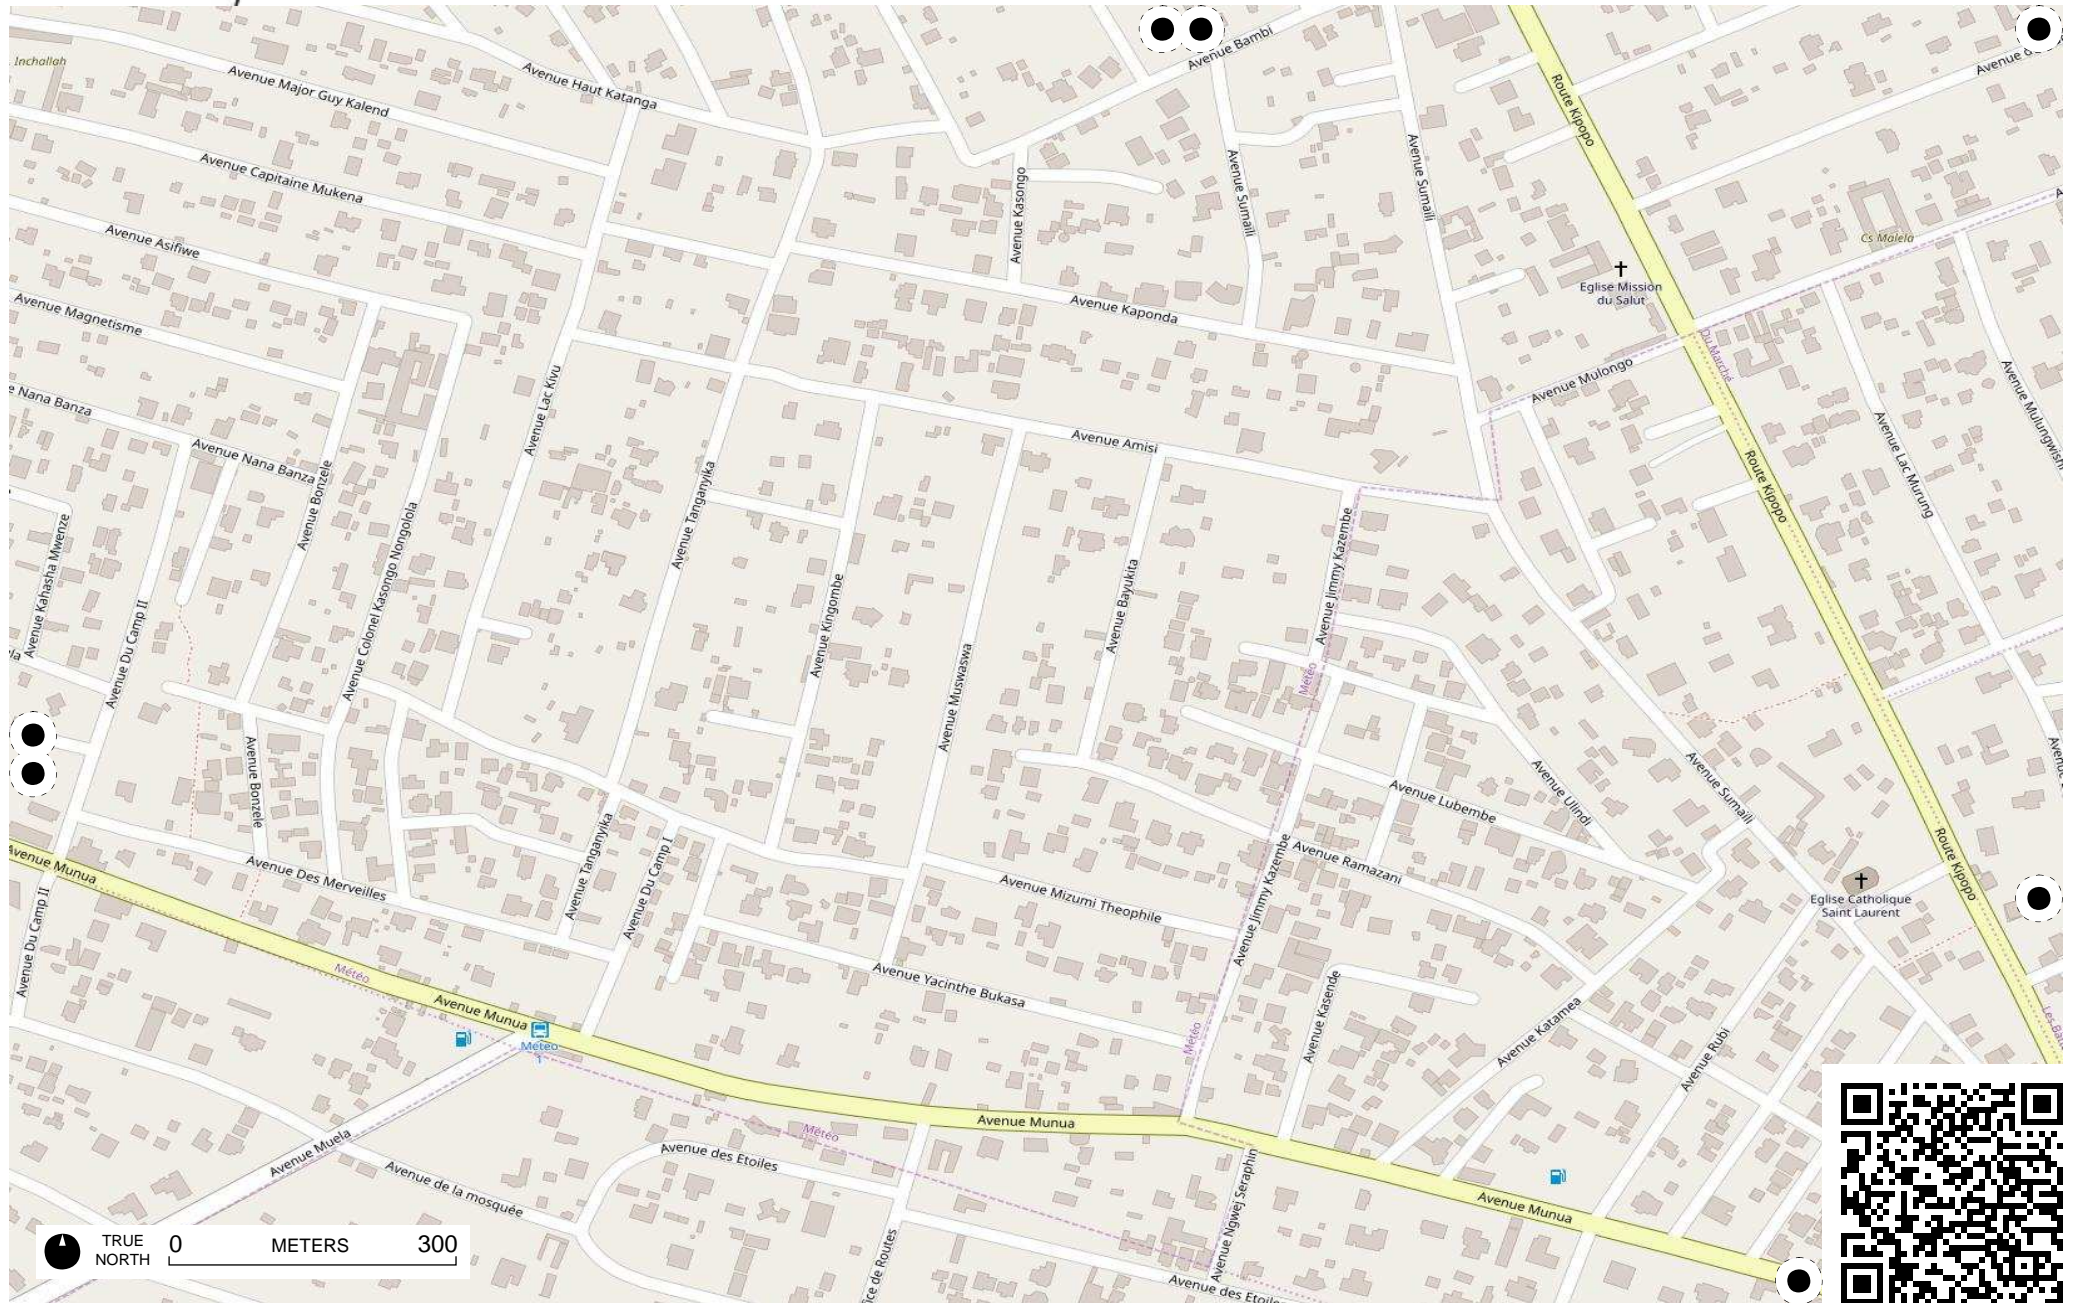 Avenue Bambi
Avenue Haut Katanga
Inchallah
Avenue Major Guy Kalend
Route Kipopo
Avenue Capitaine Mukena
Avenue Kasongo
Avenue Sumaili
Avenue Sumaili
Cs Malela
Avenue Asifiwe
Eglise Mission
du Salut
Avenue Magnetisme
Avenue Kaponda
Du Marché
Avenue Mulongo
Avenue Lac Kivu
Nana Banza
Avenue Nana Banza
Avenue Amisi
Avenue Mulungwishi
Avenue Lac Murung
Avenue Bonzele
Avenue Tanganyika
Route Kipopo
Avenue Kahasha Mwenze
Avenue Colonel Kasongo Nongolola
Avenue Jimmy Kazembe
Avenue Du Camp II
Avenue Kingombe
Avenue Bayukita
Avenue Muswaswa
Météo
Avenue Bonzele
Avenue Sumaili
Avenue Ulindi
Avenue Lubembe
Avenue
Avenue Munua
Avenue Des Merveilles
Avenue Tanganyika
Avenue Du Camp I
Avenue Ramazani
Route Kipopo
Avenue Mizumi Theophile
Avenue Jimmy Kazembe
Eglise Catholique
Saint Laurent
Avenue Du Camp II
Météo
Avenue Yacinthe Bukasa
Avenue Kasende
Avenue Munua
Météo
1
Météo
Avenue Katamea
Avenue Rubi
Avenue Munua
Météo
Avenue Muela
Avenue des Etoiles
Avenue de la mosquée
Avenue Munua
Avenue Ngwej Seraphin
Avenue des Etoiles
TRUE
NORTH
0 METERS 300